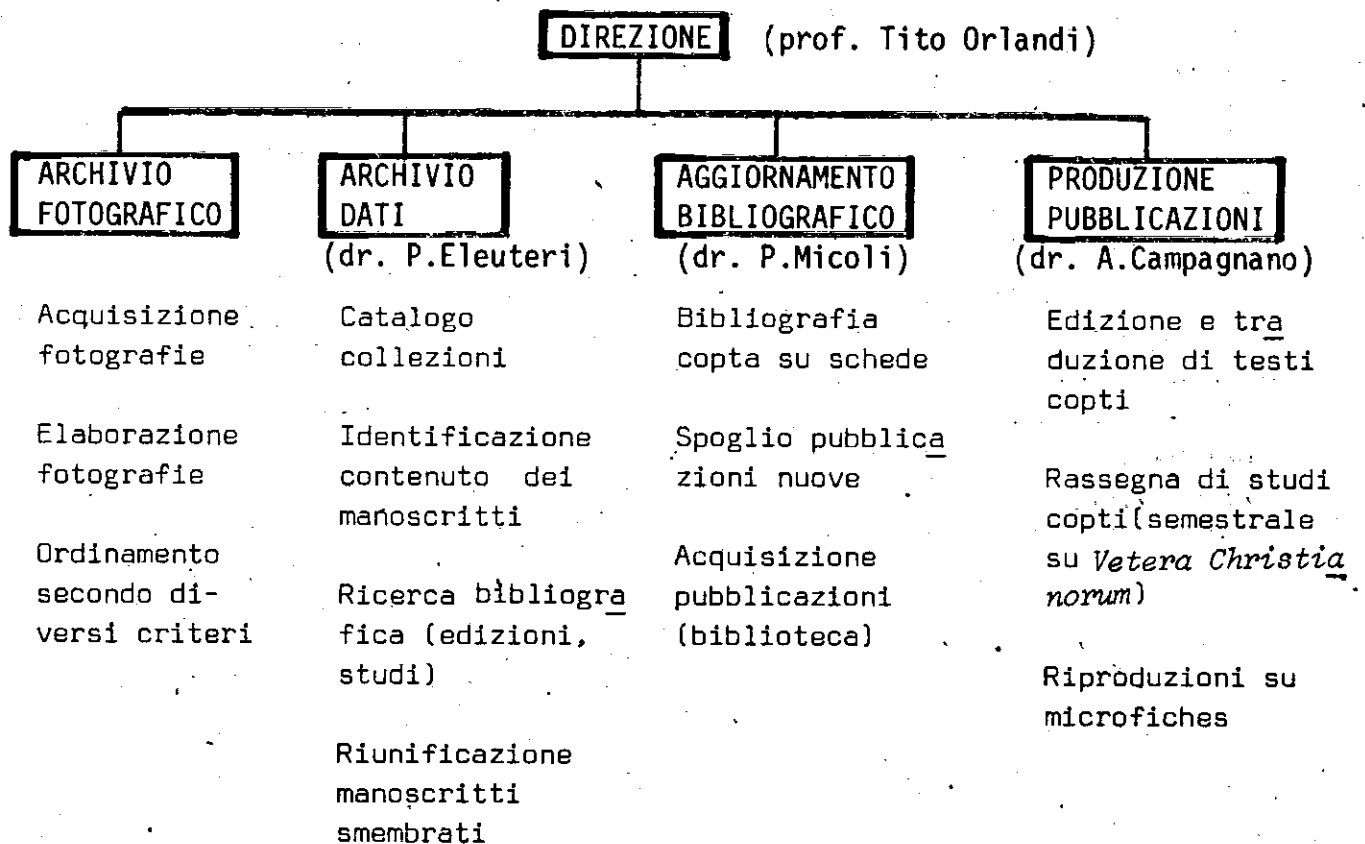 DIREZIONE (prof. Tito Orlandi)
ARCHIVIO
FOTOGRAFICO
Acquisizione
fotografie
Elaborazione
fotografie
Ordinamento
secondo di-
versi criteri
ARCHIVIO
DATI
(dr. P.Eleuteri)
Catalogo
collezioni
Identificazione
contenuto dei
manoscritti
Ricerca bibliogra
fica (edizioni,
studi)
Riunificazione
manoscritti
smembrati
AGGIORNAMENTO
BIBLIOGRAFICO
(dr. P.Micoli)
Bibliografia
copta su schede
Spoglio pubblica
zioni nuove
Acquisizione
pubblicazioni
(biblioteca)
PRODUZIONE
PUBBLICAZIONI
(dr. A.Campagnano)
Edizione e tra
duzione di testi
copti
Rassegna di studi
copti(semestrale
su Vetera Christia
norum)
Riproduzioni su
microfiches